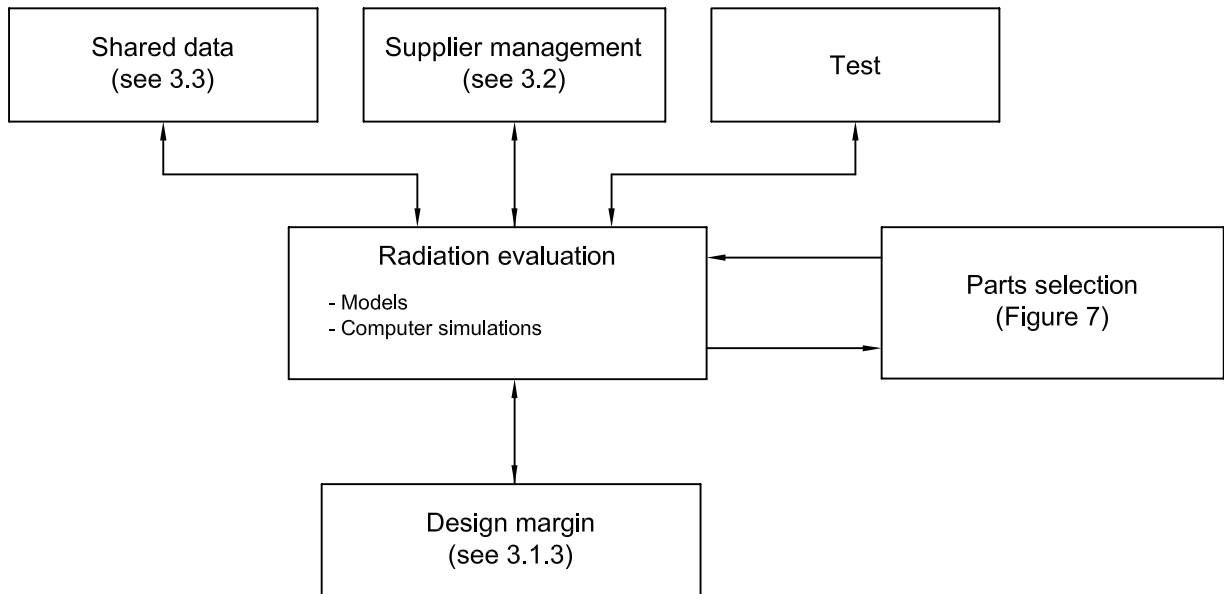 Shared data
(see 3.3)
Supplier management
(see 3.2)
Test
Radiation evaluation
- Models
- Computer simulations
Parts selection
(Figure 7)
Design margin
(see 3.1.3)